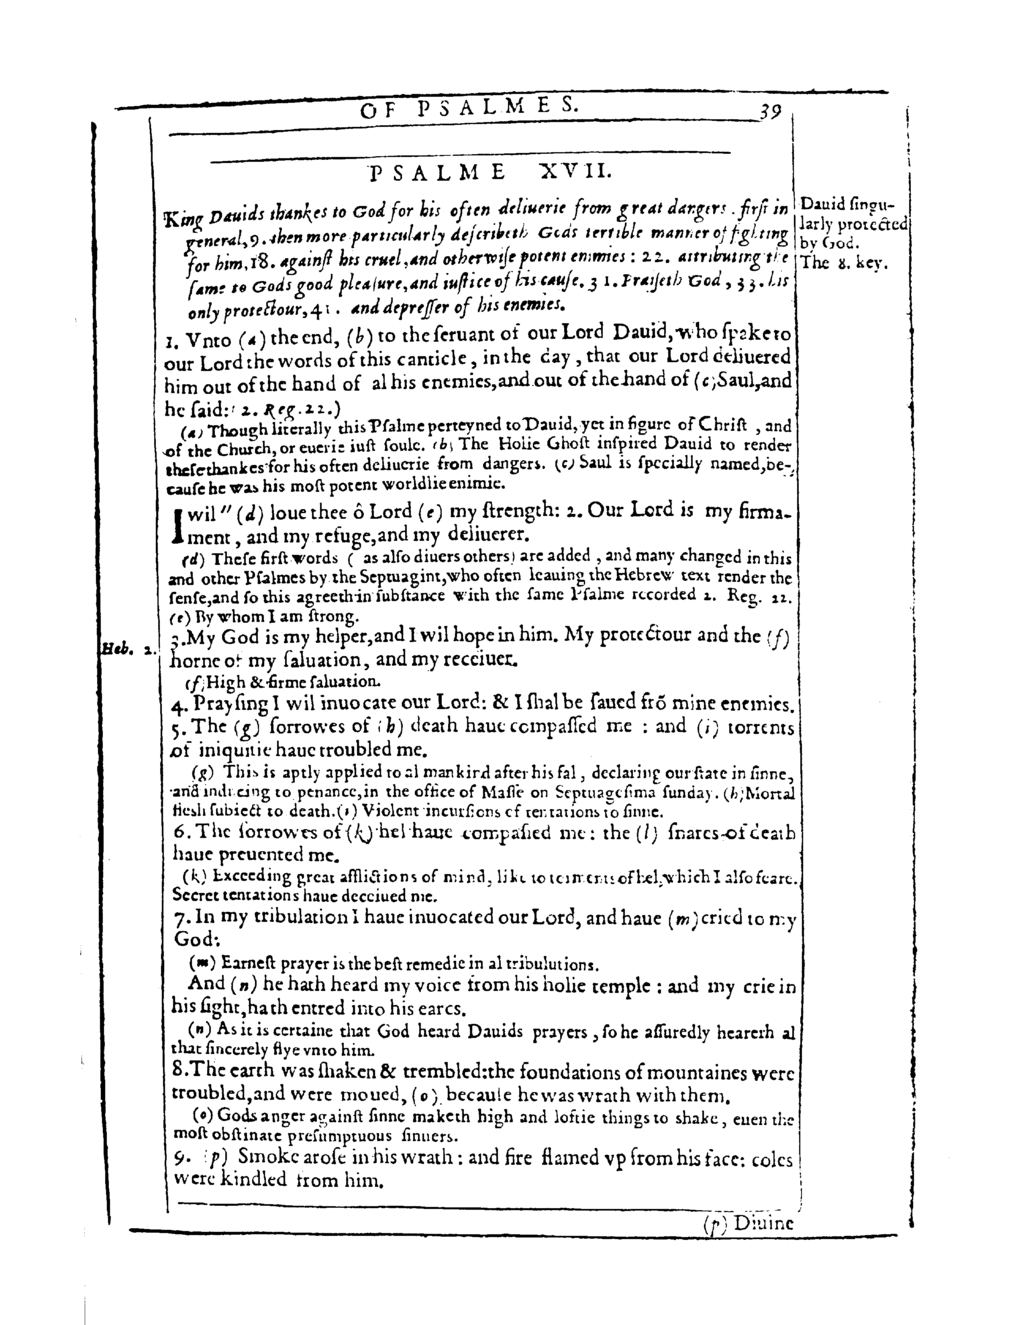 OF PSALMES. 39
PSALME XVII.
King Dauids thankes to God for his often deliuerie from great dangers. first in
general, 9. then more particularly describeth Gods terrible manner of fighting
for him, 18. against his cruel, and otherwise potent enimies: 22. attributing the
same to Gods good pleasure, and iustice of his cause. 31. Praiseth God, 33. his
only protectour, 41. and depresser of his enemies.
Dauid singu-
larly protected
by God.
The 8. key.
1. Vnto (a) the end, (b) to the seruant of our Lord Dauid, who spake to
our Lord the words of this canticle, in the day, that our Lord deliuered
him out of the hand of al his enemies, and out of the hand of (c) Saul, and
he said: 2. Reg. 22.)
(a) Though literally this Psalme perteyned to Dauid, yet in figure of Christ, and
of the Church, or euerie iust soule. (b) The Holie Ghost inspired Dauid to render
these thankes for his often deliuerie from dangers. (c) Saul is specially named, be-
cause he was his most potent worldlie enimie.
I wil" (d) loue thee ô Lord (e) my strength: 2. Our Lord is my firma-
ment, and my refuge, and my deliuerer.
(d) These first words ( as also diuers others) are added, and many changed in this
and other Psalmes by the Septuagint, who often leauing the Hebrew text render the
sense, and so this agreeth in substance with the same Psalme recorded 2. Reg. 22.
(e) By whom I am strong.
Heb. 2.
3. My God is my helper, and I wil hope in him. My protectour and the (f)
horne of my saluation, and my receiuer.
(f) High & firme saluation.
4. Praysing I wil inuocate our Lord: & I shal be saued frõ mine enemies.
5. The (g) sorrowes of (h) death haue compassed me: and (i) torrents
of iniquitie haue troubled me.
(g) This is aptly applied to al mankind after his fal, declaring our state in sinne,
and inducing to penance, in the office of Masse on Septuagesima sunday. (h) Mortal
flesh subiect to death. (i) Violent incursions of tentations to sinne.
6. The sorrowes of (k) hel haue compassed me: the (l) snares of death
haue preuented me.
(k) Exceeding great afflictions of mind, like to torments of hel, which I also feare.
Secret tentations haue deceiued me.
7. In my tribulation I haue inuocated our Lord, and haue (m) cried to my
God:
(m) Earnest prayer is the best remedie in al tribulutions.
And (n) he hath heard my voice from his holie temple: and my crie in
his sight, hath entred into his eares.
(n) As it is certaine that God heard Dauids prayers, so he assuredly heareth al
that sincerely flye vnto him.
8. The earth was shaken & trembled: the foundations of mountaines were
troubled, and were moued, (o) because he was wrath with them.
(o) Gods anger against sinne maketh high and loftie things to shake, euen the
most obstinate presumptuous sinners.
9. (p) Smoke arose in his wrath: and fire flamed vp from his face: coles
were kindled from him.
(p) Diuine